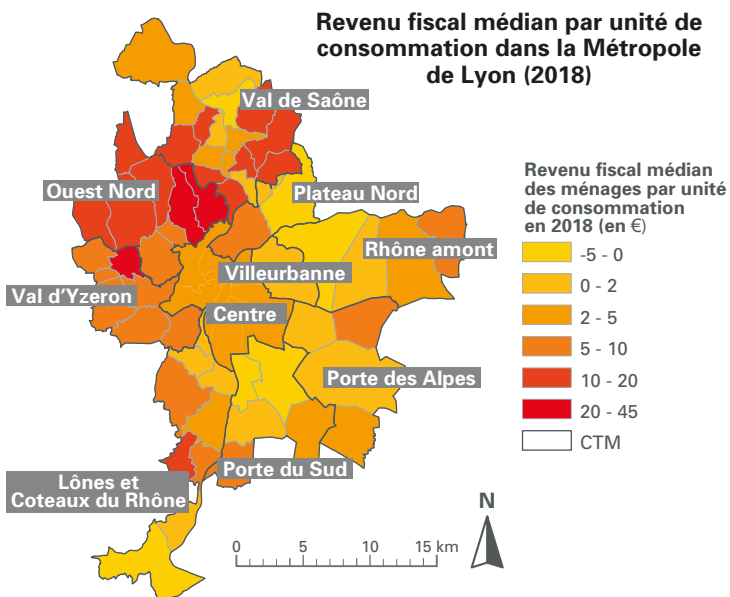 Revenu fiscal médian par unité de
consommation dans la Métropole
de Lyon (2018)
Val de Saône
Ouest Nord
Plateau Nord
Rhône amont
Villeurbanne
Val d'Yzeron
Centre
Porte des Alpes
Porte du Sud
Lônes et
Coteaux du Rhône
Revenu fiscal médian
des ménages par unité
de consommation
en 2018 (en €)
-5 - 0
0 - 2
2 - 5
5 - 10
10 - 20
20 - 45
CTM
N
0 5 10 15 km